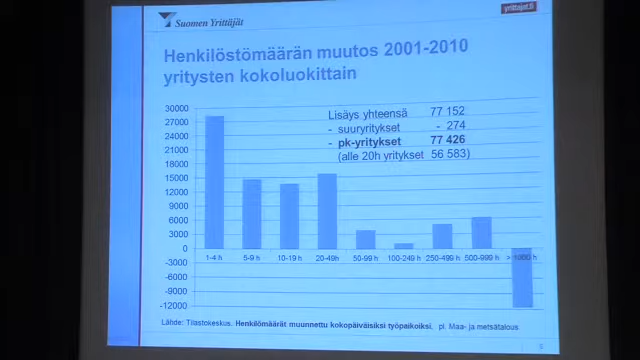 Suomen Yrittäjät
yrittajat.fi
Henkilöstömäärän muutos 2001-2010
yritysten kokoluokittain
Lisäys yhteensä 77 152
- suuryritykset - 274
- pk-yritykset 77 426
(alle 20h yritykset 56 583)
30000
27000
24000
21000
18000
15000
12000
9000
6000
3000
0
-3000
-6000
-9000
-12000
1-4 h 5-9 h 10-19 h 20-49h 50-99 h 100-249 h 250-499 h 500-999 h > 1000 h
Lähde: Tilastokeskus. Henkilömäärät muunnettu kokopäiväisiksi työpaikoiksi. pl. Maa- ja metsätalous